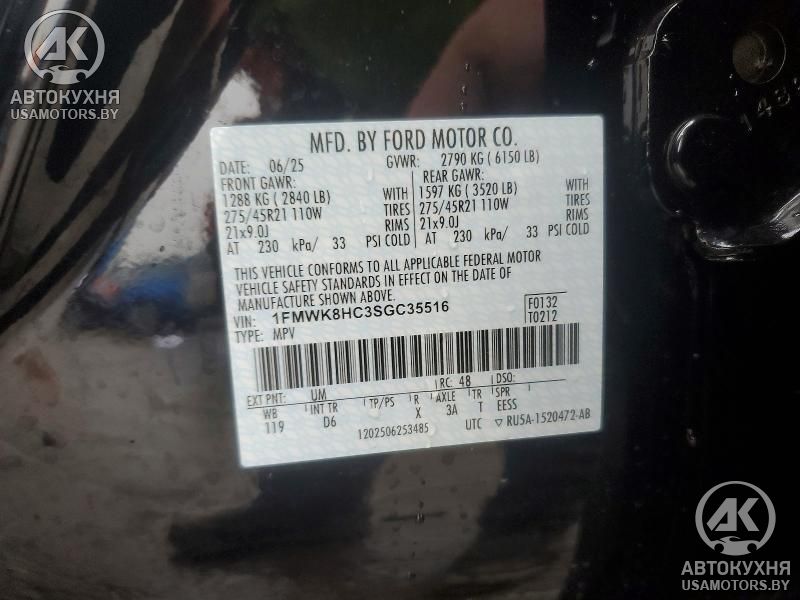 АК
АВТОКУХНЯ
USAMOTORS.BY
148
MFD. BY FORD MOTOR CO.
DATE: 06/25 GVWR: 2790 KG ( 6150 LB)
FRONT GAWR: REAR GAWR:
1288 KG ( 2840 LB) WITH 1597 KG ( 3520 LB) WITH
275/45R21 110W TIRES 275/45R21 110W TIRES
21x9.0J RIMS 21x9.0J RIMS
AT 230 kPa/ 33 PSI COLD AT 230 kPa/ 33 PSI COLD
THIS VEHICLE CONFORMS TO ALL APPLICABLE FEDERAL MOTOR
VEHICLE SAFETY STANDARDS IN EFFECT ON THE DATE OF
MANUFACTURE SHOWN ABOVE.
VIN: 1FMWK8HC3SGC35516 F0132
TYPE: MPV T0212
EXT PNT: UM RC: 48 DSO:
WB INT TR TP/PS R AXLE TR SPR
119 D6 X 3A T EESS
1202506253485 UTC ▽ RU5A-1520472-AB
АК
АВТОКУХНЯ
USAMOTORS.BY